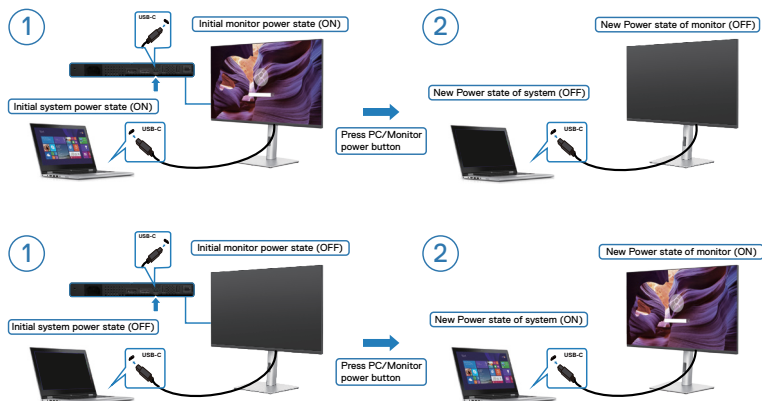 1
USB-C
Initial monitor power state (ON)
Initial system power state (ON)
USB-C
Press PC/Monitor
power button
2
New Power state of monitor (OFF)
New Power state of system (OFF)
USB-C
1
USB-C
Initial monitor power state (OFF)
Initial system power state (OFF)
USB-C
Press PC/Monitor
power button
2
New Power state of monitor (ON)
New Power state of system (ON)
USB-C